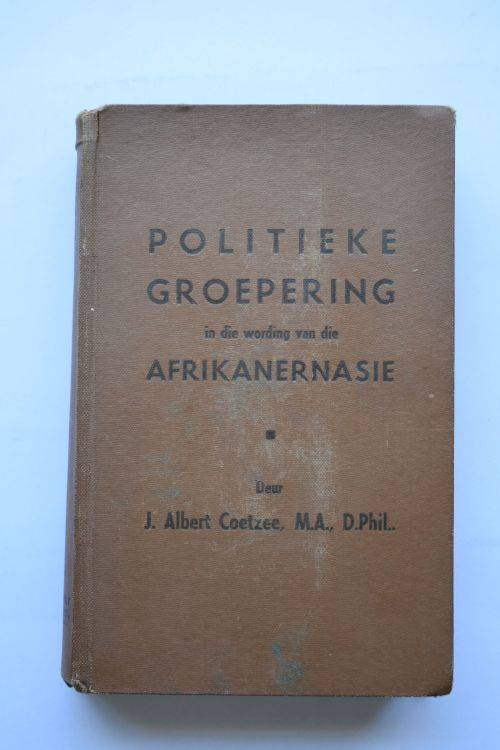 POLITIEKE
GROEPERING
in die wording van die
AFRIKANERNASIE
Deur
J. Albert Coetzee, M.A., D.Phil..